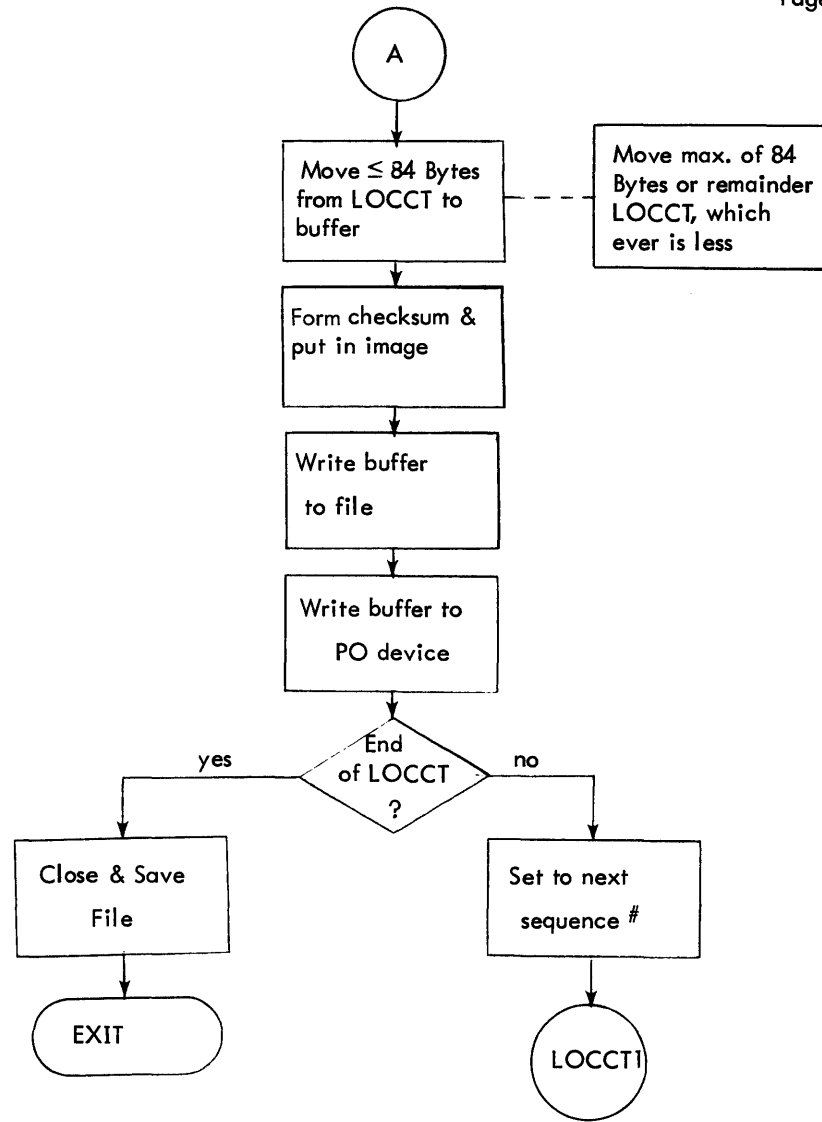 Page
A
Move ≤ 84 Bytes
from LOCCT to
buffer
Move max. of 84
Bytes or remainder
LOCCT, which
ever is less
Form checksum &
put in image
Write buffer
to file
Write buffer to
PO device
End
of LOCCT
?
yes
no
Close & Save
File
Set to next
sequence #
EXIT
LOCCT1